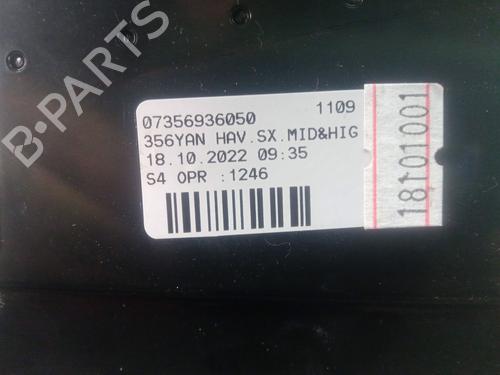 B-PARTS
07356936050 1109
356YAN HAV.SX.MID&HIG
18.10.2022 09:35
S4 OPR :1246
18101001